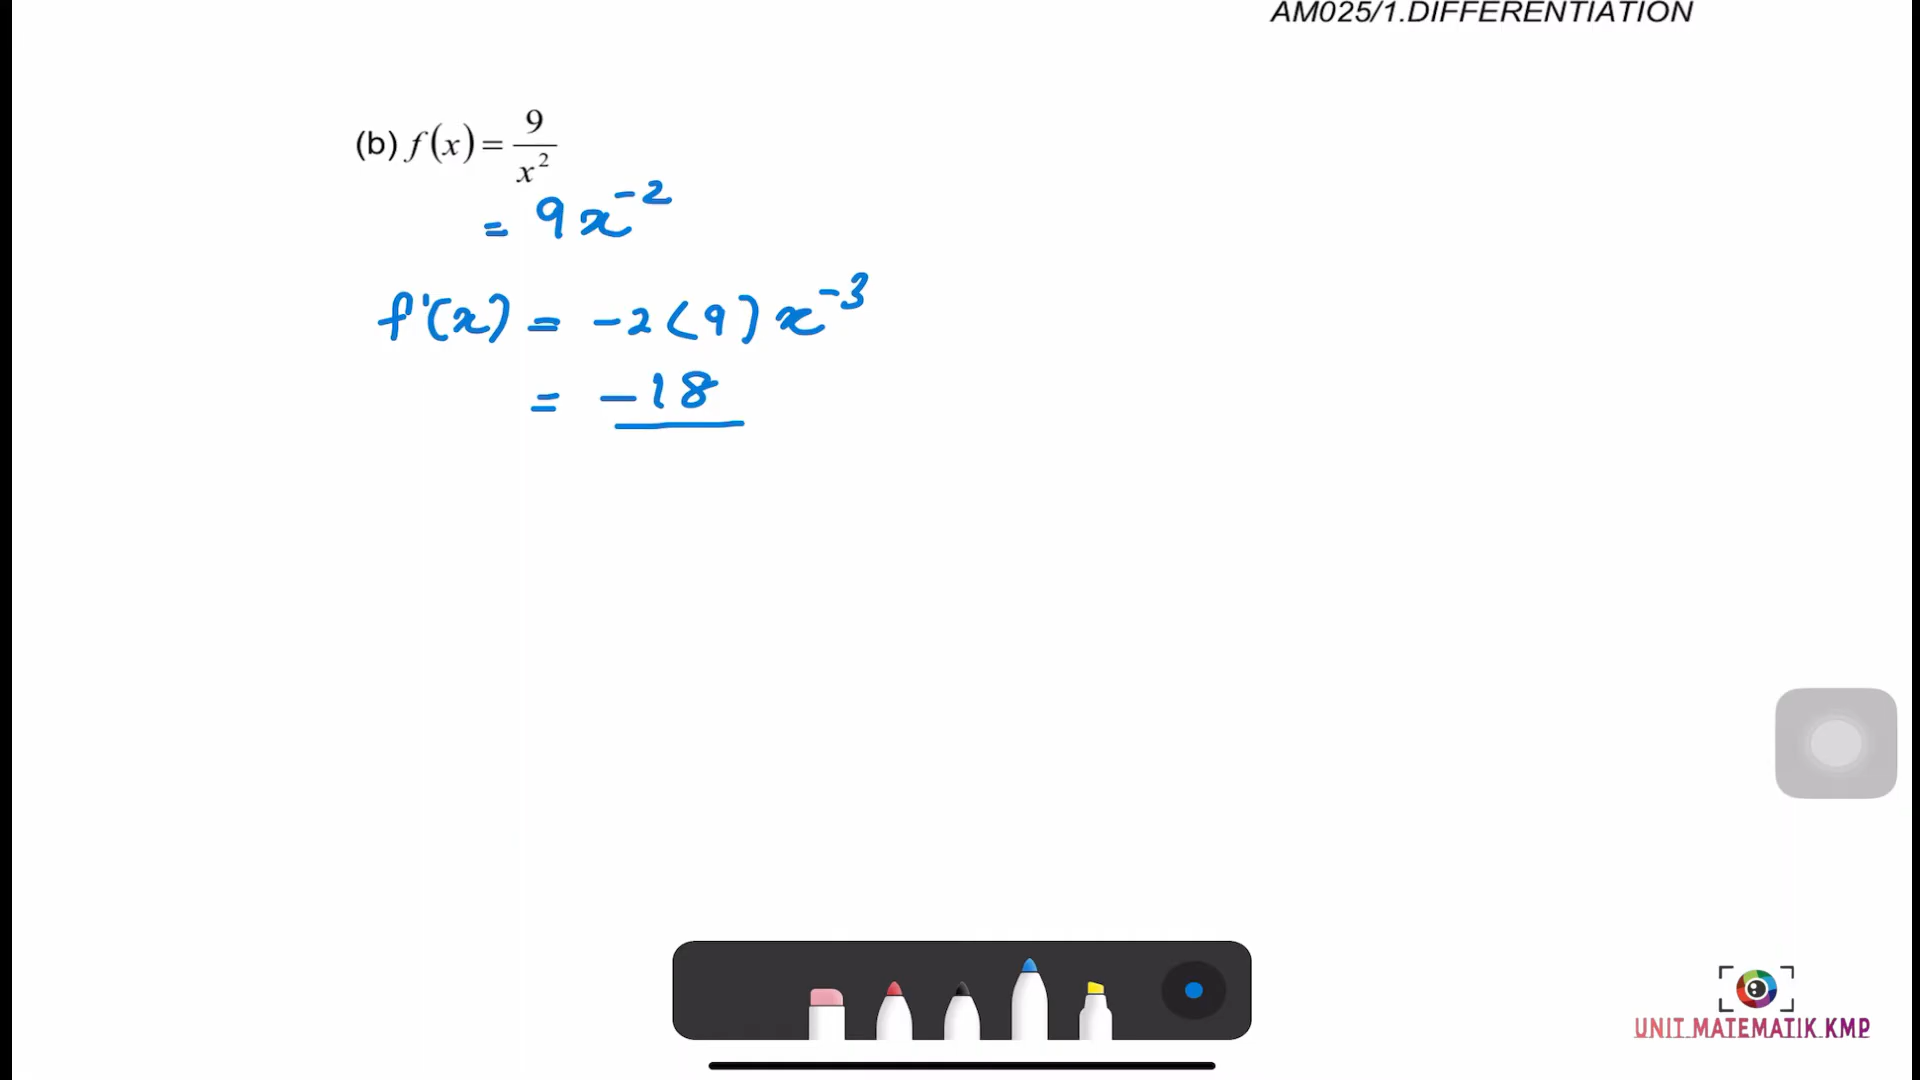 AM025/1.DIFFERENTIATION
(b) f(x) = 9/x²
= 9x⁻²
f'(x) = -2(9)x⁻³
= -18
UNIT MATEMATIK KMP